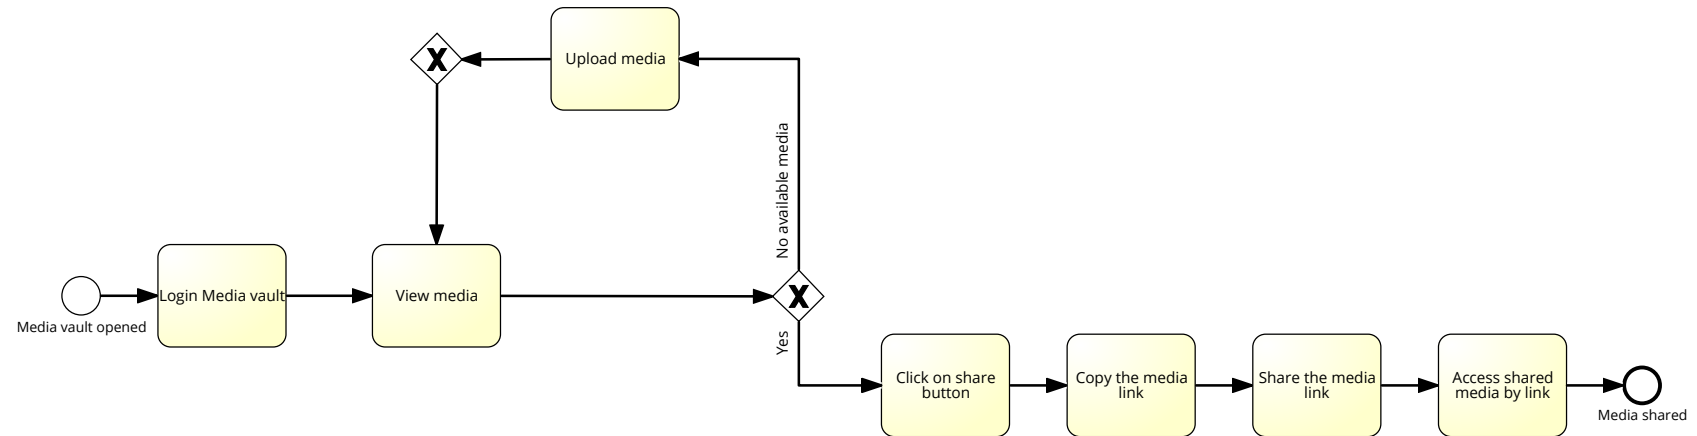 Upload media
No available media
Login Media vault
View media
Media vault opened
Yes
Click on share
button
Copy the media
link
Share the media
link
Access shared
media by link
Media shared